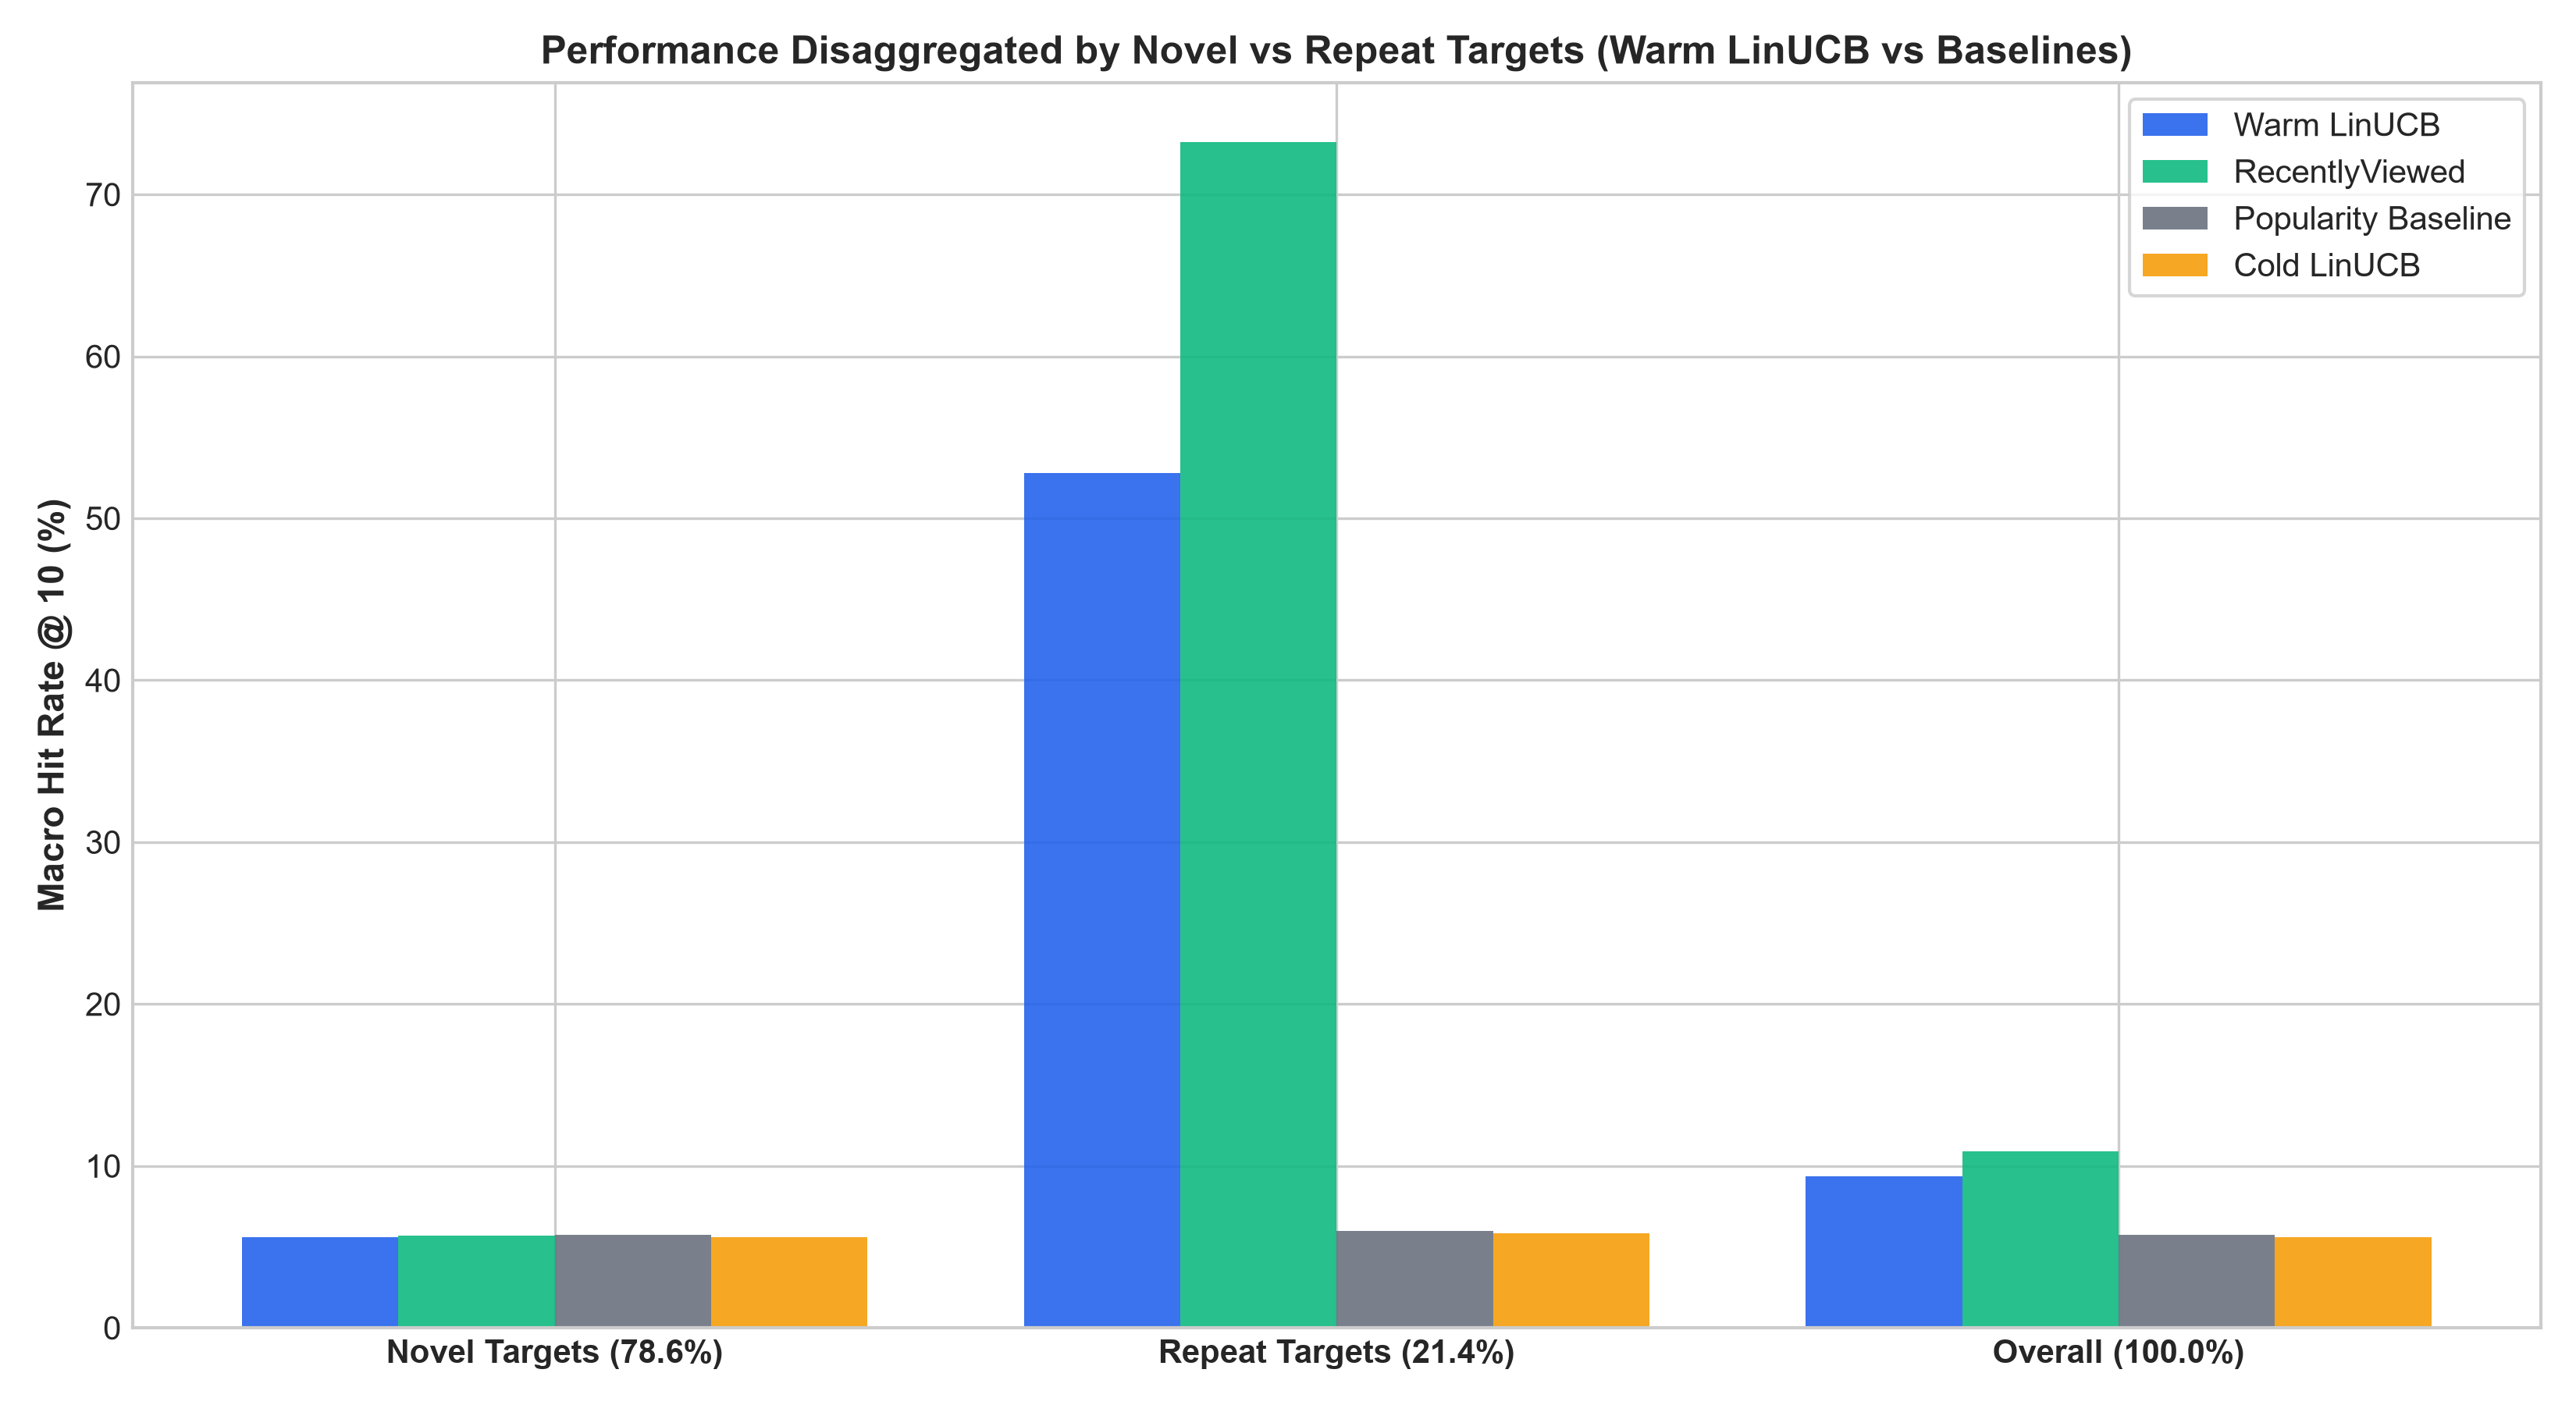 Performance Disaggregated by Novel vs Repeat Targets (Warm LinUCB vs Baselines)
Warm LinUCB
RecentlyViewed
Popularity Baseline
Cold LinUCB
Macro Hit Rate @ 10 (%)
70
60
50
40
30
20
10
0
Novel Targets (78.6%)
Repeat Targets (21.4%)
Overall (100.0%)